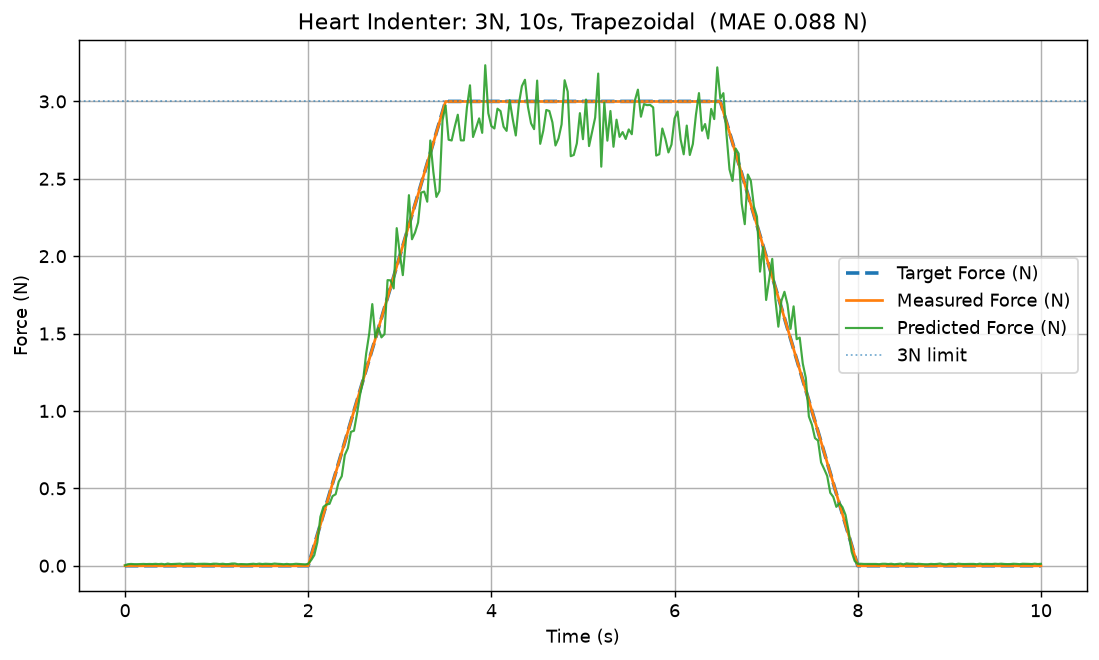 Heart Indenter: 3N, 10s, Trapezoidal  (MAE 0.088 N)
Force (N)
3.0
2.5
2.0
1.5
1.0
0.5
0.0
Target Force (N)
Measured Force (N)
Predicted Force (N)
3N limit
0 2 4 6 8 10
Time (s)